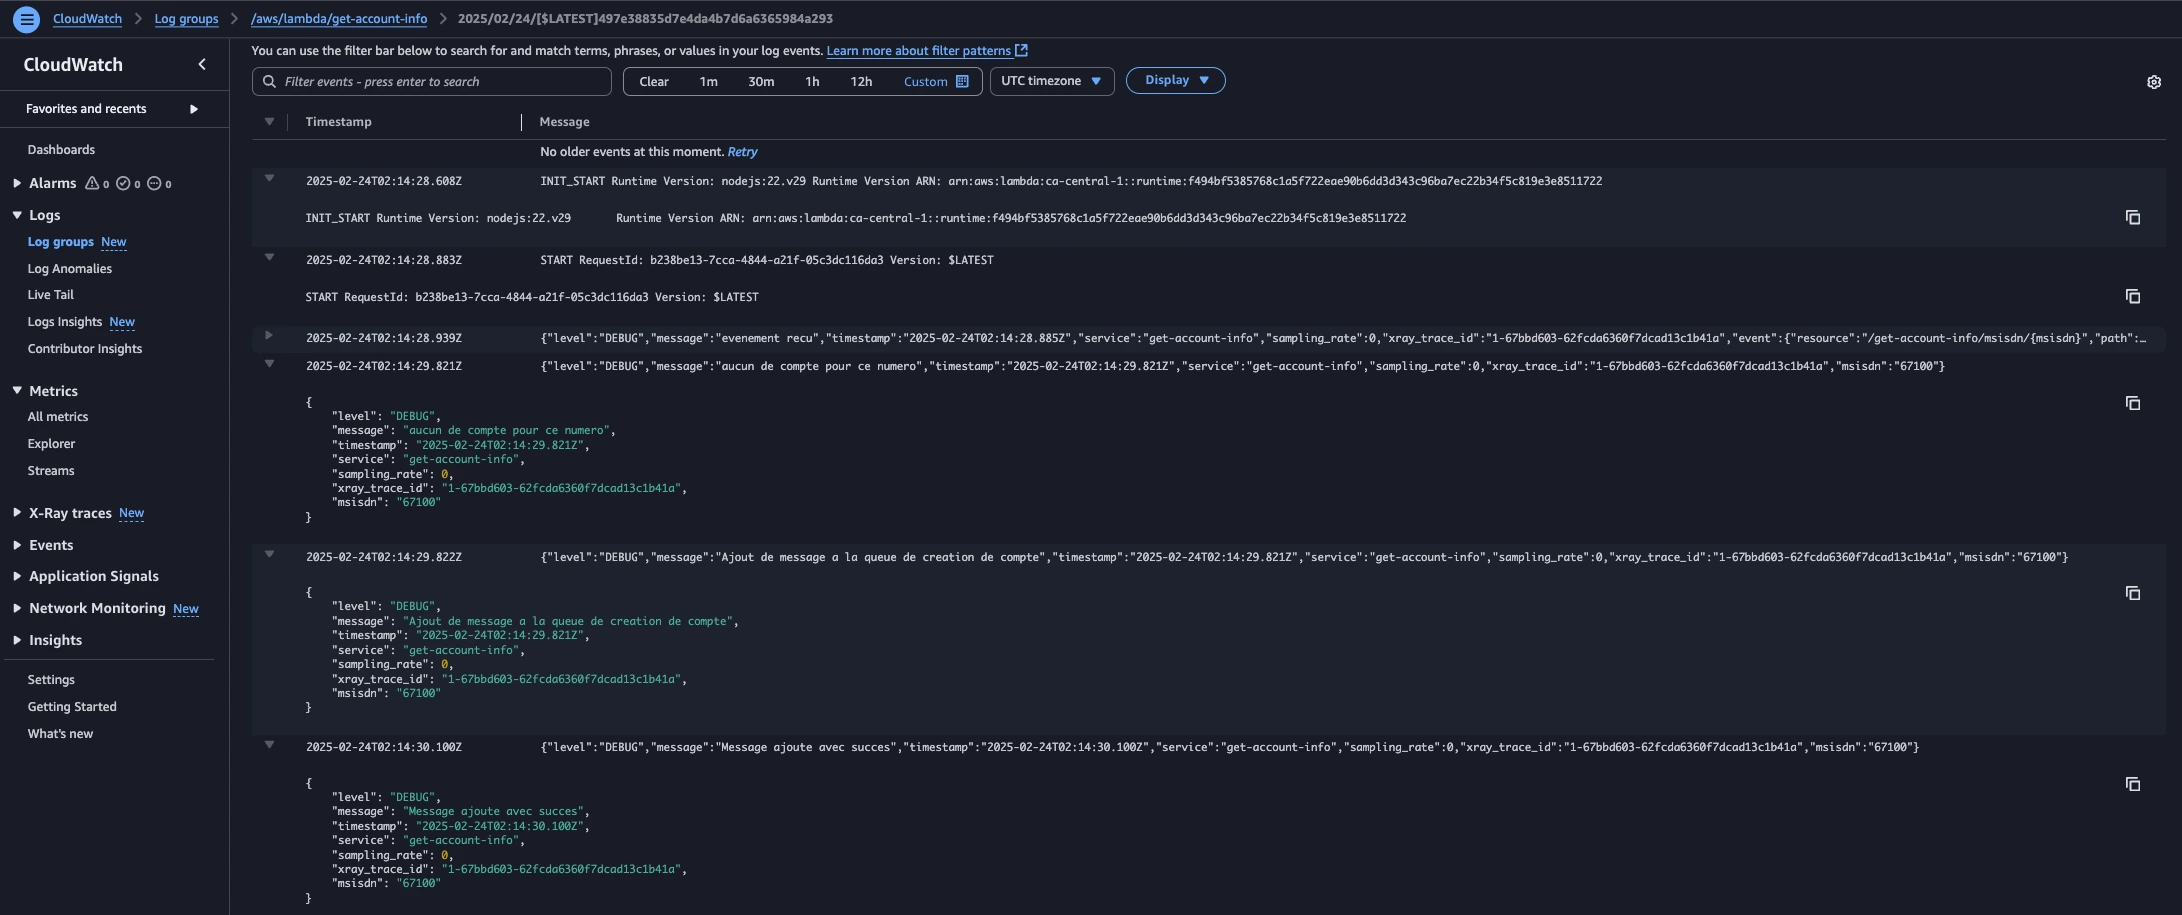 CloudWatch > Log groups > /aws/lambda/get-account-info > 2025/02/24/[$LATEST]497e38835d7e4da4b7d6a6365984a293
CloudWatch
Favorites and recents
Dashboards
Alarms 0 0 0
Logs
Log groups New
Log Anomalies
Live Tail
Logs Insights New
Contributor Insights
Metrics
All metrics
Explorer
Streams
X-Ray traces New
Events
Application Signals
Network Monitoring New
Insights
Settings
Getting Started
What's new
You can use the filter bar below to search for and match terms, phrases, or values in your log events. Learn more about filter patterns
Filter events - press enter to search
Clear 1m 30m 1h 12h Custom UTC timezone Display
Timestamp Message
No older events at this moment. Retry
2025-02-24T02:14:28.608Z INIT_START Runtime Version: nodejs:22.v29 Runtime Version ARN: arn:aws:lambda:ca-central-1::runtime:f494bf5385768c1a5f722eae90b6dd3d343c96ba7ec22b34f5c819e3e8511722
INIT_START Runtime Version: nodejs:22.v29 Runtime Version ARN: arn:aws:lambda:ca-central-1::runtime:f494bf5385768c1a5f722eae90b6dd3d343c96ba7ec22b34f5c819e3e8511722
2025-02-24T02:14:28.883Z START RequestId: b238be13-7cca-4844-a21f-05c3dc116da3 Version: $LATEST
START RequestId: b238be13-7cca-4844-a21f-05c3dc116da3 Version: $LATEST
2025-02-24T02:14:28.939Z {"level":"DEBUG","message":"evenement recu","timestamp":"2025-02-24T02:14:28.885Z","service":"get-account-info","sampling_rate":0,"xray_trace_id":"1-67bbd603-62fcda6360f7dcad13c1b41a","event":{"resource":"/get-account-info/msisdn/{msisdn}","path":…
2025-02-24T02:14:29.821Z {"level":"DEBUG","message":"aucun de compte pour ce numero","timestamp":"2025-02-24T02:14:29.821Z","service":"get-account-info","sampling_rate":0,"xray_trace_id":"1-67bbd603-62fcda6360f7dcad13c1b41a","msisdn":"67100"}
{
"level": "DEBUG",
"message": "aucun de compte pour ce numero",
"timestamp": "2025-02-24T02:14:29.821Z",
"service": "get-account-info",
"sampling_rate": 0,
"xray_trace_id": "1-67bbd603-62fcda6360f7dcad13c1b41a",
"msisdn": "67100"
}
2025-02-24T02:14:29.822Z {"level":"DEBUG","message":"Ajout de message a la queue de creation de compte","timestamp":"2025-02-24T02:14:29.821Z","service":"get-account-info","sampling_rate":0,"xray_trace_id":"1-67bbd603-62fcda6360f7dcad13c1b41a","msisdn":"67100"}
{
"level": "DEBUG",
"message": "Ajout de message a la queue de creation de compte",
"timestamp": "2025-02-24T02:14:29.821Z",
"service": "get-account-info",
"sampling_rate": 0,
"xray_trace_id": "1-67bbd603-62fcda6360f7dcad13c1b41a",
"msisdn": "67100"
}
2025-02-24T02:14:30.100Z {"level":"DEBUG","message":"Message ajoute avec succes","timestamp":"2025-02-24T02:14:30.100Z","service":"get-account-info","sampling_rate":0,"xray_trace_id":"1-67bbd603-62fcda6360f7dcad13c1b41a","msisdn":"67100"}
{
"level": "DEBUG",
"message": "Message ajoute avec succes",
"timestamp": "2025-02-24T02:14:30.100Z",
"service": "get-account-info",
"sampling_rate": 0,
"xray_trace_id": "1-67bbd603-62fcda6360f7dcad13c1b41a",
"msisdn": "67100"
}